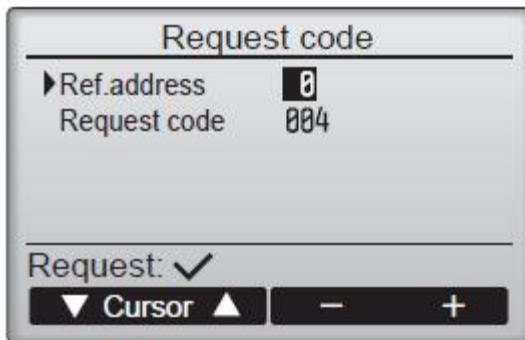 Request code
Ref.address 0
Request code 004
Request:
Cursor - +